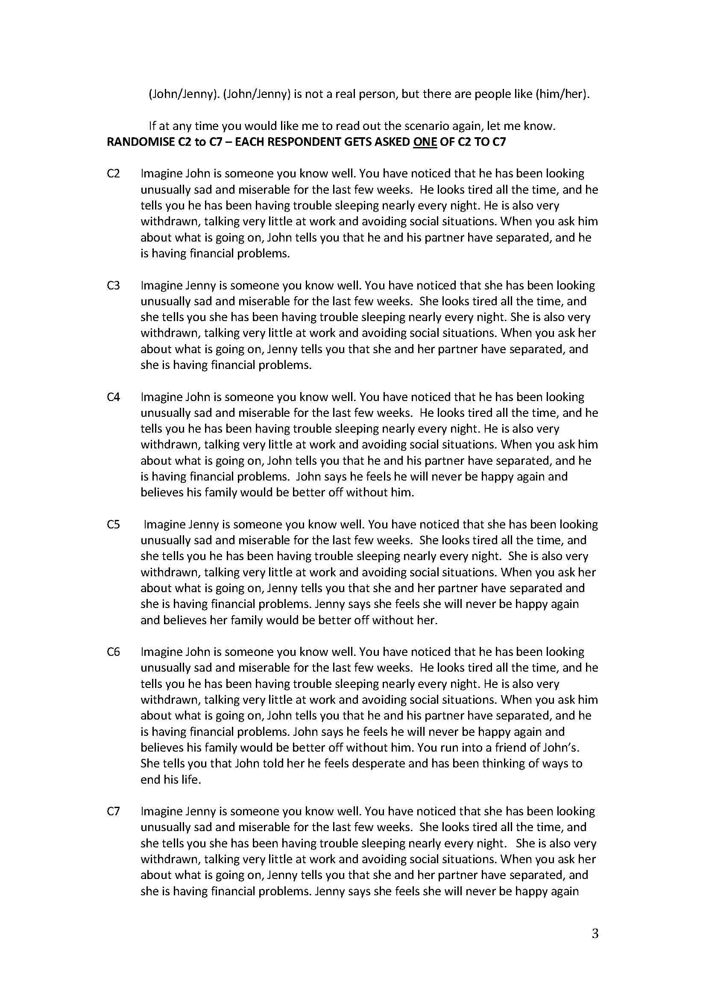 (John/Jenny). (John/Jenny) is not a real person, but there are people like (him/her).
If at any time you would like me to read out the scenario again, let me know.
RANDOMISE C2 to C7 – EACH RESPONDENT GETS ASKED ONE OF C2 TO C7
C2 Imagine John is someone you know well. You have noticed that he has been looking
unusually sad and miserable for the last few weeks.  He looks tired all the time, and he
tells you he has been having trouble sleeping nearly every night. He is also very
withdrawn, talking very little at work and avoiding social situations. When you ask him
about what is going on, John tells you that he and his partner have separated, and he
is having financial problems.
C3 Imagine Jenny is someone you know well. You have noticed that she has been looking
unusually sad and miserable for the last few weeks.  She looks tired all the time, and
she tells you she has been having trouble sleeping nearly every night. She is also very
withdrawn, talking very little at work and avoiding social situations. When you ask her
about what is going on, Jenny tells you that she and her partner have separated, and
she is having financial problems.
C4 Imagine John is someone you know well. You have noticed that he has been looking
unusually sad and miserable for the last few weeks.  He looks tired all the time, and he
tells you he has been having trouble sleeping nearly every night. He is also very
withdrawn, talking very little at work and avoiding social situations. When you ask him
about what is going on, John tells you that he and his partner have separated, and he
is having financial problems.  John says he feels he will never be happy again and
believes his family would be better off without him.
C5 Imagine Jenny is someone you know well. You have noticed that she has been looking
unusually sad and miserable for the last few weeks.  She looks tired all the time, and
she tells you he has been having trouble sleeping nearly every night.  She is also very
withdrawn, talking very little at work and avoiding social situations. When you ask her
about what is going on, Jenny tells you that she and her partner have separated and
she is having financial problems. Jenny says she feels she will never be happy again
and believes her family would be better off without her.
C6 Imagine John is someone you know well. You have noticed that he has been looking
unusually sad and miserable for the last few weeks.  He looks tired all the time, and he
tells you he has been having trouble sleeping nearly every night. He is also very
withdrawn, talking very little at work and avoiding social situations. When you ask him
about what is going on, John tells you that he and his partner have separated, and he
is having financial problems. John says he feels he will never be happy again and
believes his family would be better off without him. You run into a friend of John’s.
She tells you that John told her he feels desperate and has been thinking of ways to
end his life.
C7 Imagine Jenny is someone you know well. You have noticed that she has been looking
unusually sad and miserable for the last few weeks.  She looks tired all the time, and
she tells you she has been having trouble sleeping nearly every night.   She is also very
withdrawn, talking very little at work and avoiding social situations. When you ask her
about what is going on, Jenny tells you that she and her partner have separated, and
she is having financial problems. Jenny says she feels she will never be happy again
3